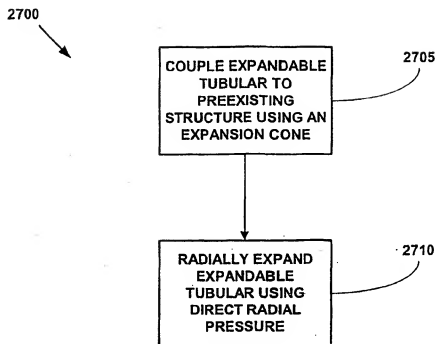 2700
COUPLE EXPANDABLE
TUBULAR TO
PREEXISTING
STRUCTURE USING AN
EXPANSION CONE
2705
RADIALLY EXPAND
EXPANDABLE
TUBULAR USING
DIRECT RADIAL
PRESSURE
2710